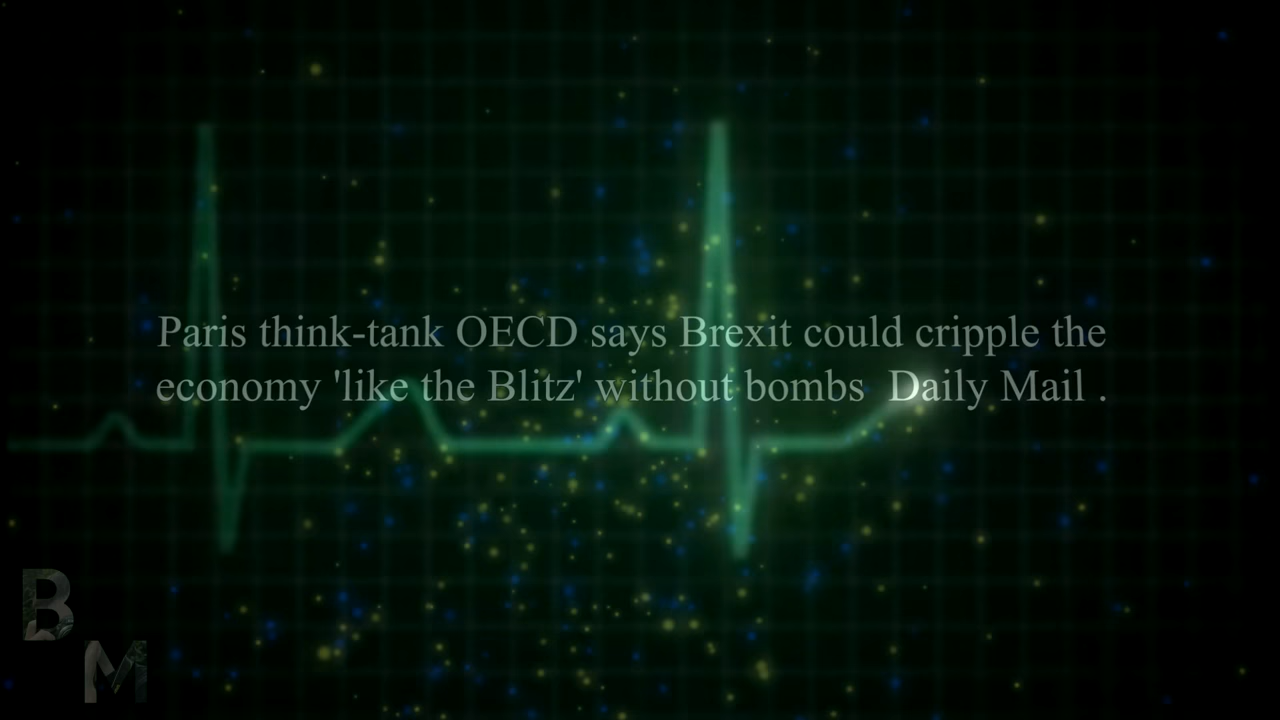 Paris think-tank OECD says Brexit could cripple the
economy 'like the Blitz' without bombs  Daily Mail .
B
M